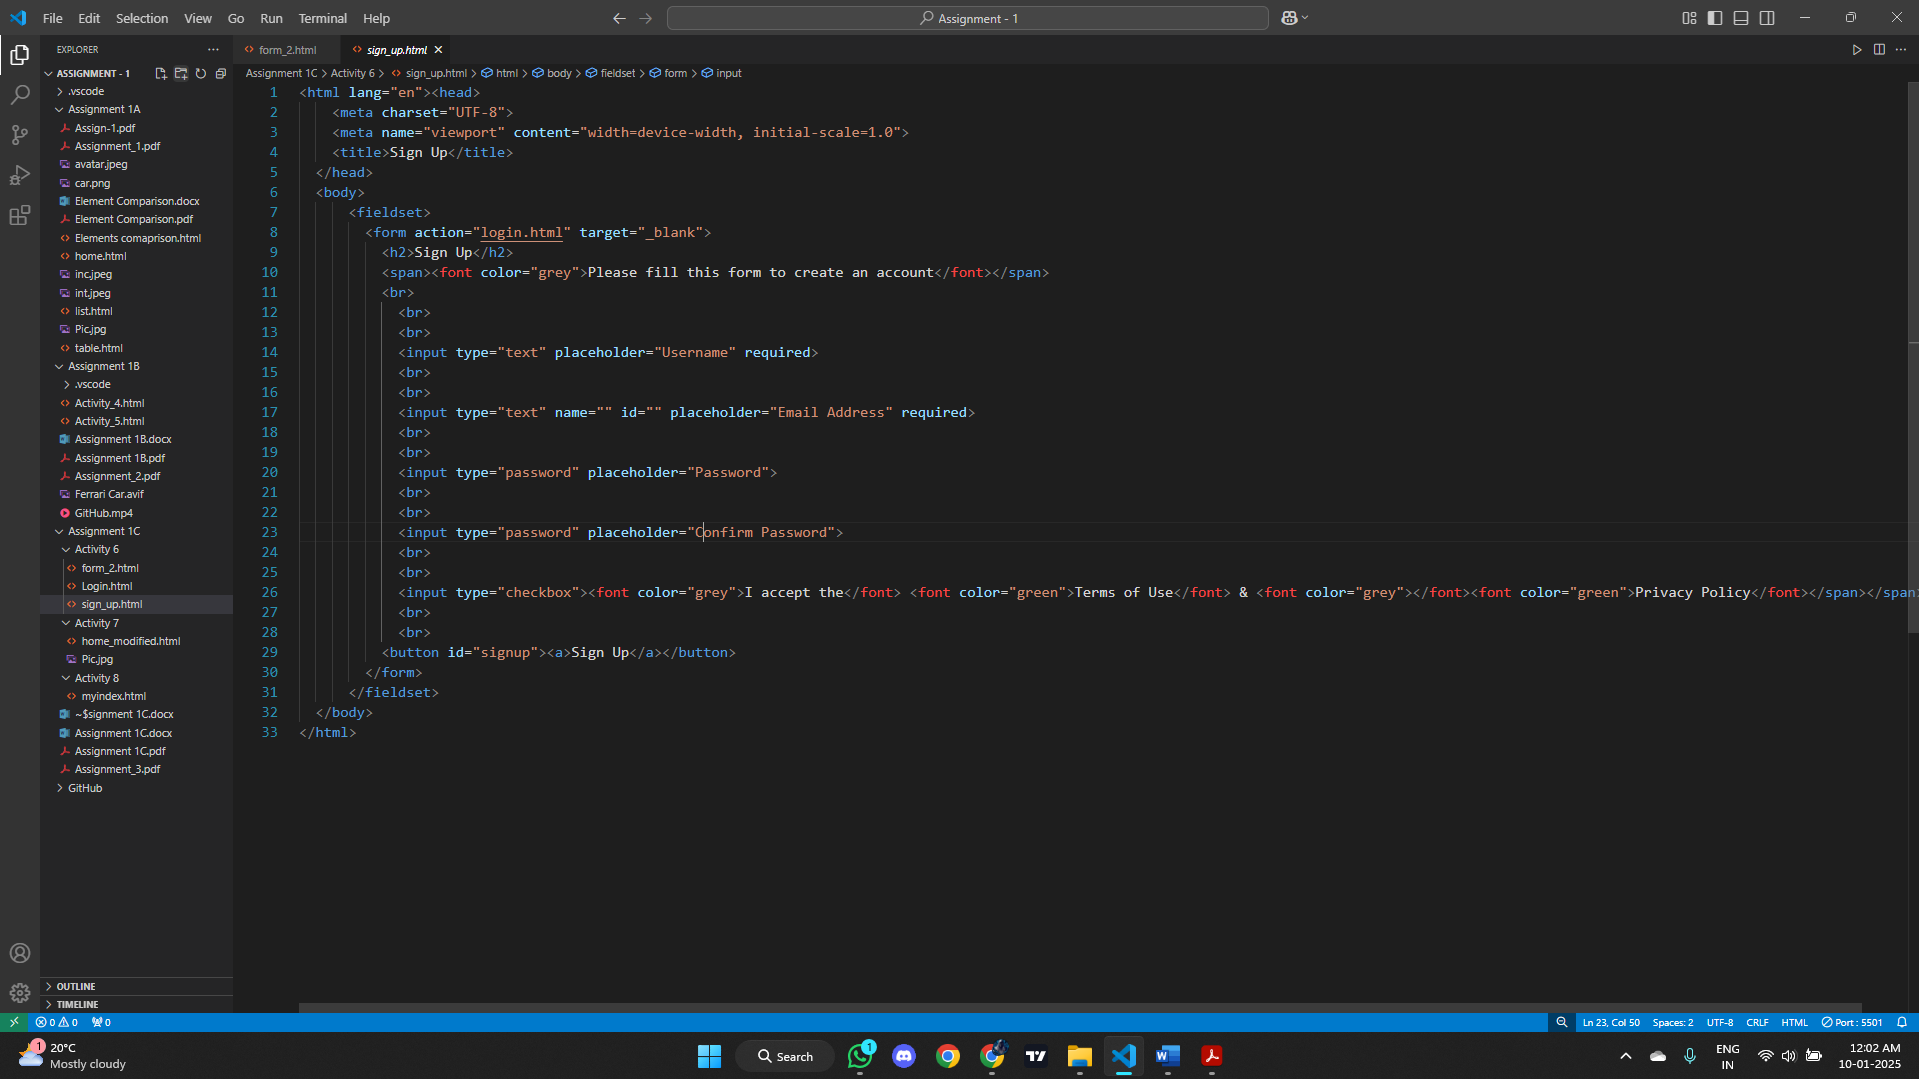 File Edit Selection View Go Run Terminal Help
Assignment - 1
EXPLORER
form_2.html
sign_up.html
ASSIGNMENT - 1
Assignment 1C > Activity 6 > sign_up.html > html > body > fieldset > form > input
.vscode
Assignment 1A
Assign-1.pdf
Assignment_1.pdf
avatar.jpeg
car.png
Element Comparison.docx
Element Comparison.pdf
Elements comaprison.html
home.html
inc.jpeg
int.jpeg
list.html
Pic.jpg
table.html
Assignment 1B
.vscode
Activity_4.html
Activity_5.html
Assignment 1B.docx
Assignment 1B.pdf
Assignment_2.pdf
Ferrari Car.avif
GitHub.mp4
Assignment 1C
Activity 6
form_2.html
Login.html
sign_up.html
Activity 7
home_modified.html
Pic.jpg
Activity 8
myindex.html
~$signment 1C.docx
Assignment 1C.docx
Assignment 1C.pdf
Assignment_3.pdf
GitHub
OUTLINE
TIMELINE
1 <html lang="en"><head>
2 <meta charset="UTF-8">
3 <meta name="viewport" content="width=device-width, initial-scale=1.0">
4 <title>Sign Up</title>
5 </head>
6 <body>
7 <fieldset>
8 <form action="login.html" target="_blank">
9 <h2>Sign Up</h2>
10 <span><font color="grey">Please fill this form to create an account</font></span>
11 <br>
12 <br>
13 <br>
14 <input type="text" placeholder="Username" required>
15 <br>
16 <br>
17 <input type="text" name="" id="" placeholder="Email Address" required>
18 <br>
19 <br>
20 <input type="password" placeholder="Password">
21 <br>
22 <br>
23 <input type="password" placeholder="Confirm Password">
24 <br>
25 <br>
26 <input type="checkbox"><font color="grey">I accept the</font> <font color="green">Terms of Use</font> & <font color="grey"></font><font color="green">Privacy Policy</font></span></span>
27 <br>
28 <br>
29 <button id="signup"><a>Sign Up</a></button>
30 </form>
31 </fieldset>
32 </body>
33 </html>
0 0 0
Ln 23, Col 50 Spaces: 2 UTF-8 CRLF HTML Port : 5501
1
20°C
Mostly cloudy
Search
1
ENG
IN
12:02 AM
10-01-2025